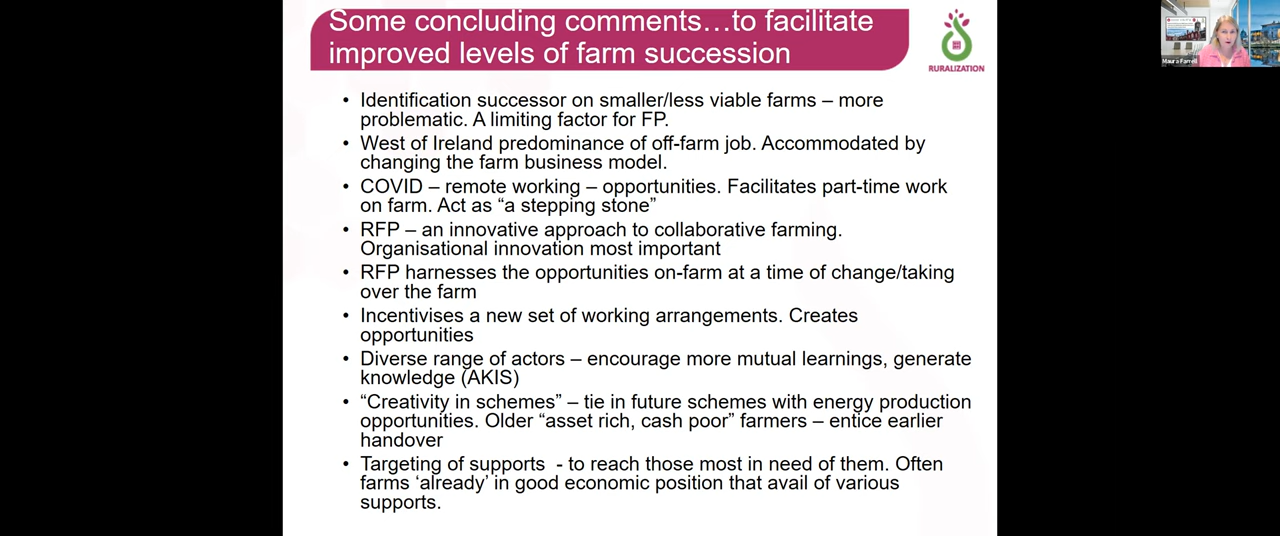 Some concluding comments…to facilitate
improved levels of farm succession
RURALIZATION
Maura Farrell
• Identification successor on smaller/less viable farms – more
problematic. A limiting factor for FP.
• West of Ireland predominance of off-farm job. Accommodated by
changing the farm business model.
• COVID – remote working – opportunities. Facilitates part-time work
on farm. Act as “a stepping stone”
• RFP – an innovative approach to collaborative farming.
Organisational innovation most important
• RFP harnesses the opportunities on-farm at a time of change/taking
over the farm
• Incentivises a new set of working arrangements. Creates
opportunities
• Diverse range of actors – encourage more mutual learnings, generate
knowledge (AKIS)
• “Creativity in schemes” – tie in future schemes with energy production
opportunities. Older “asset rich, cash poor” farmers – entice earlier
handover
• Targeting of supports  - to reach those most in need of them. Often
farms ‘already’ in good economic position that avail of various
supports.